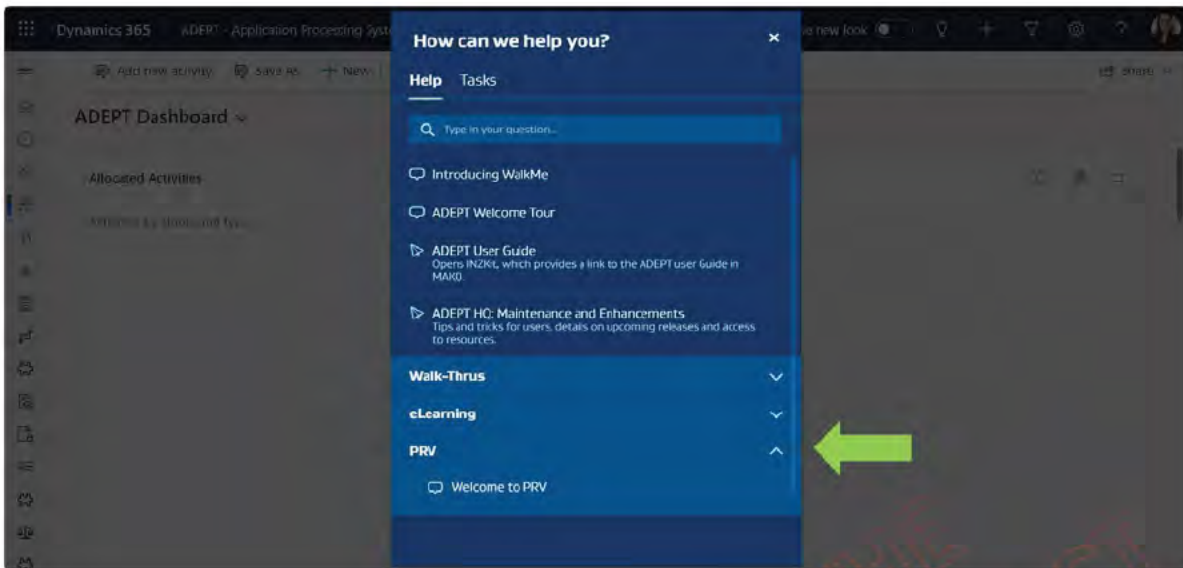 Dynamics 365
ADEPT - Application Processing Syst
new look
Add new activity
Save As
New
Share
ADEPT Dashboard
Allocated Activities
How can we help you?
Help Tasks
Type in your question...
Introducing WalkMe
ADEPT Welcome Tour
ADEPT User Guide
Opens INZKit, which provides a link to the ADEPT user Guide in
MAKO.
ADEPT HQ: Maintenance and Enhancements
Tips and tricks for users, details on upcoming releases and access
to resources.
Walk-Thrus
eLearning
PRV
Welcome to PRV